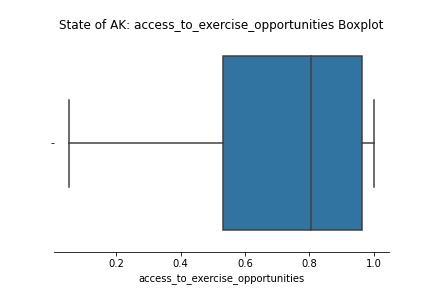 State of AK: access_to_exercise_opportunities Boxplot
-
0.2 0.4 0.6 0.8 1.0
access_to_exercise_opportunities